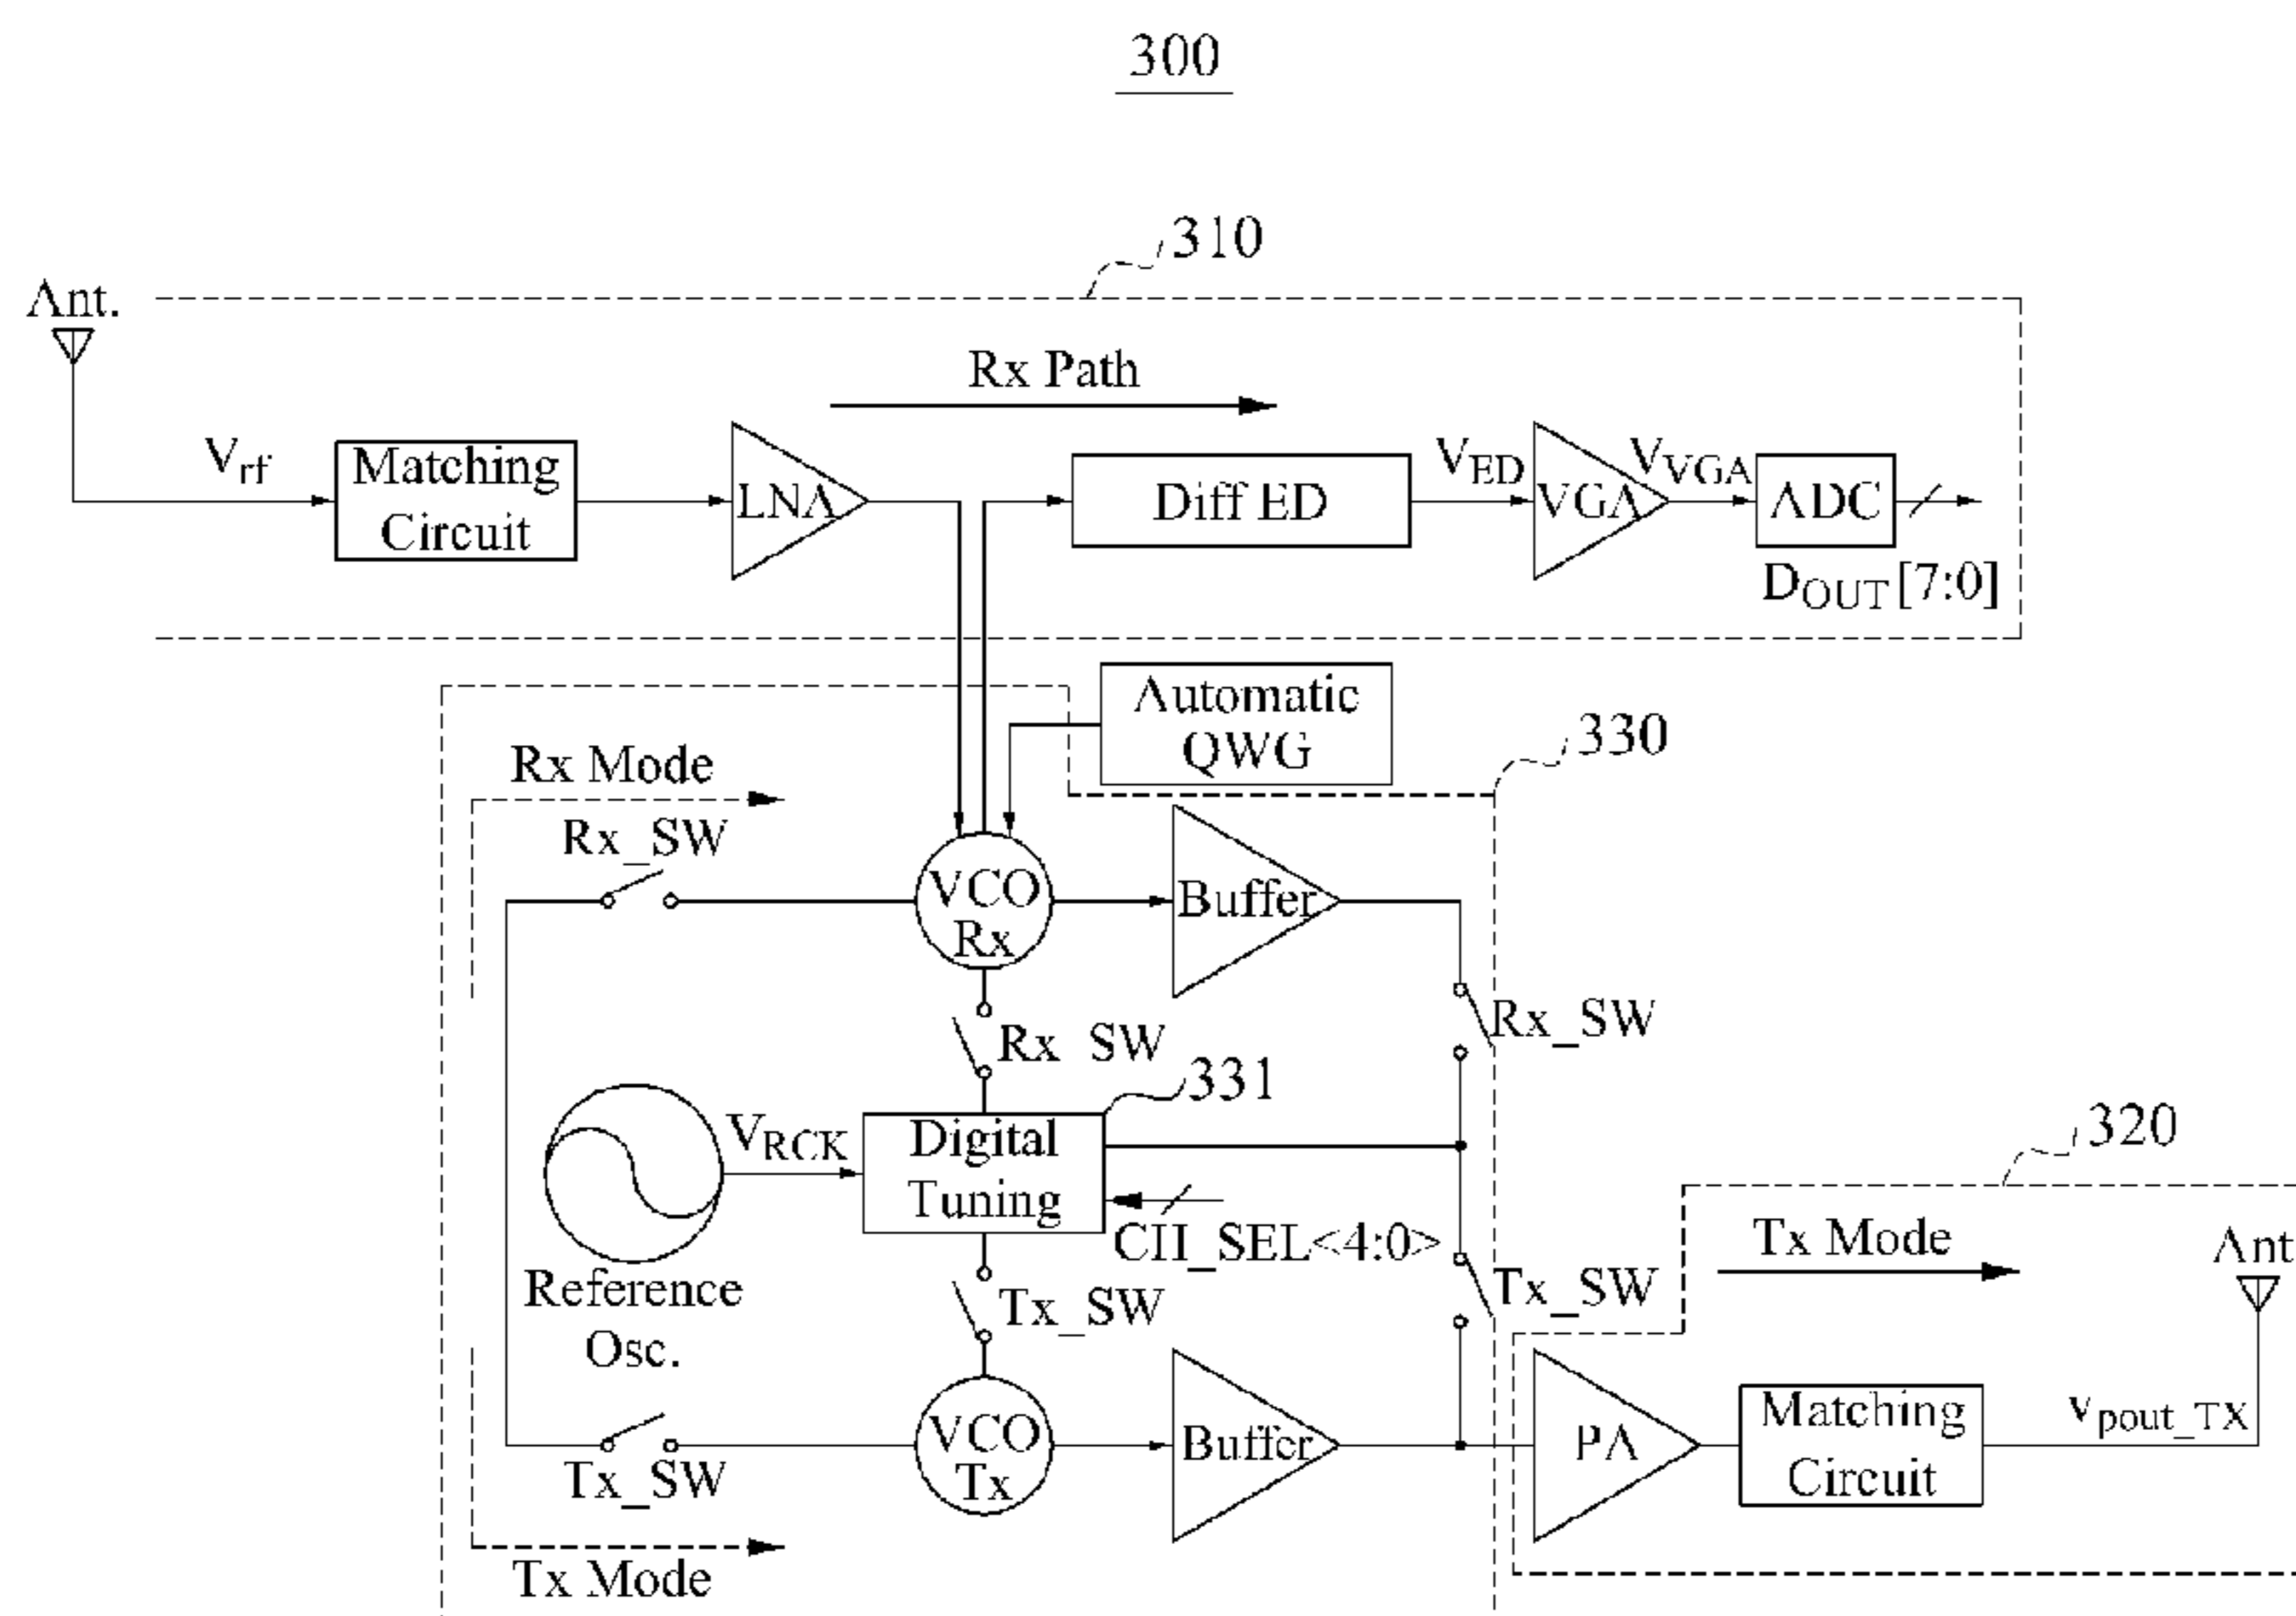 300
310
Ant.
Rx Path
Vrf
Matching
Circuit
LNA
Diff ED
VED
VGA
VVGA
ADC
DOUT[7:0]
Automatic
QWG
330
Rx Mode
Rx_SW
VCO
Rx
Buffer
Rx SW
Rx_SW
331
VRCK
Digital
Tuning
CH_SEL<4:0>
Reference
Osc.
Tx_SW
Tx_SW
320
Tx Mode
Ant
VCO
Tx
Buffer
PA
Matching
Circuit
vpout_TX
Tx_SW
Tx Mode